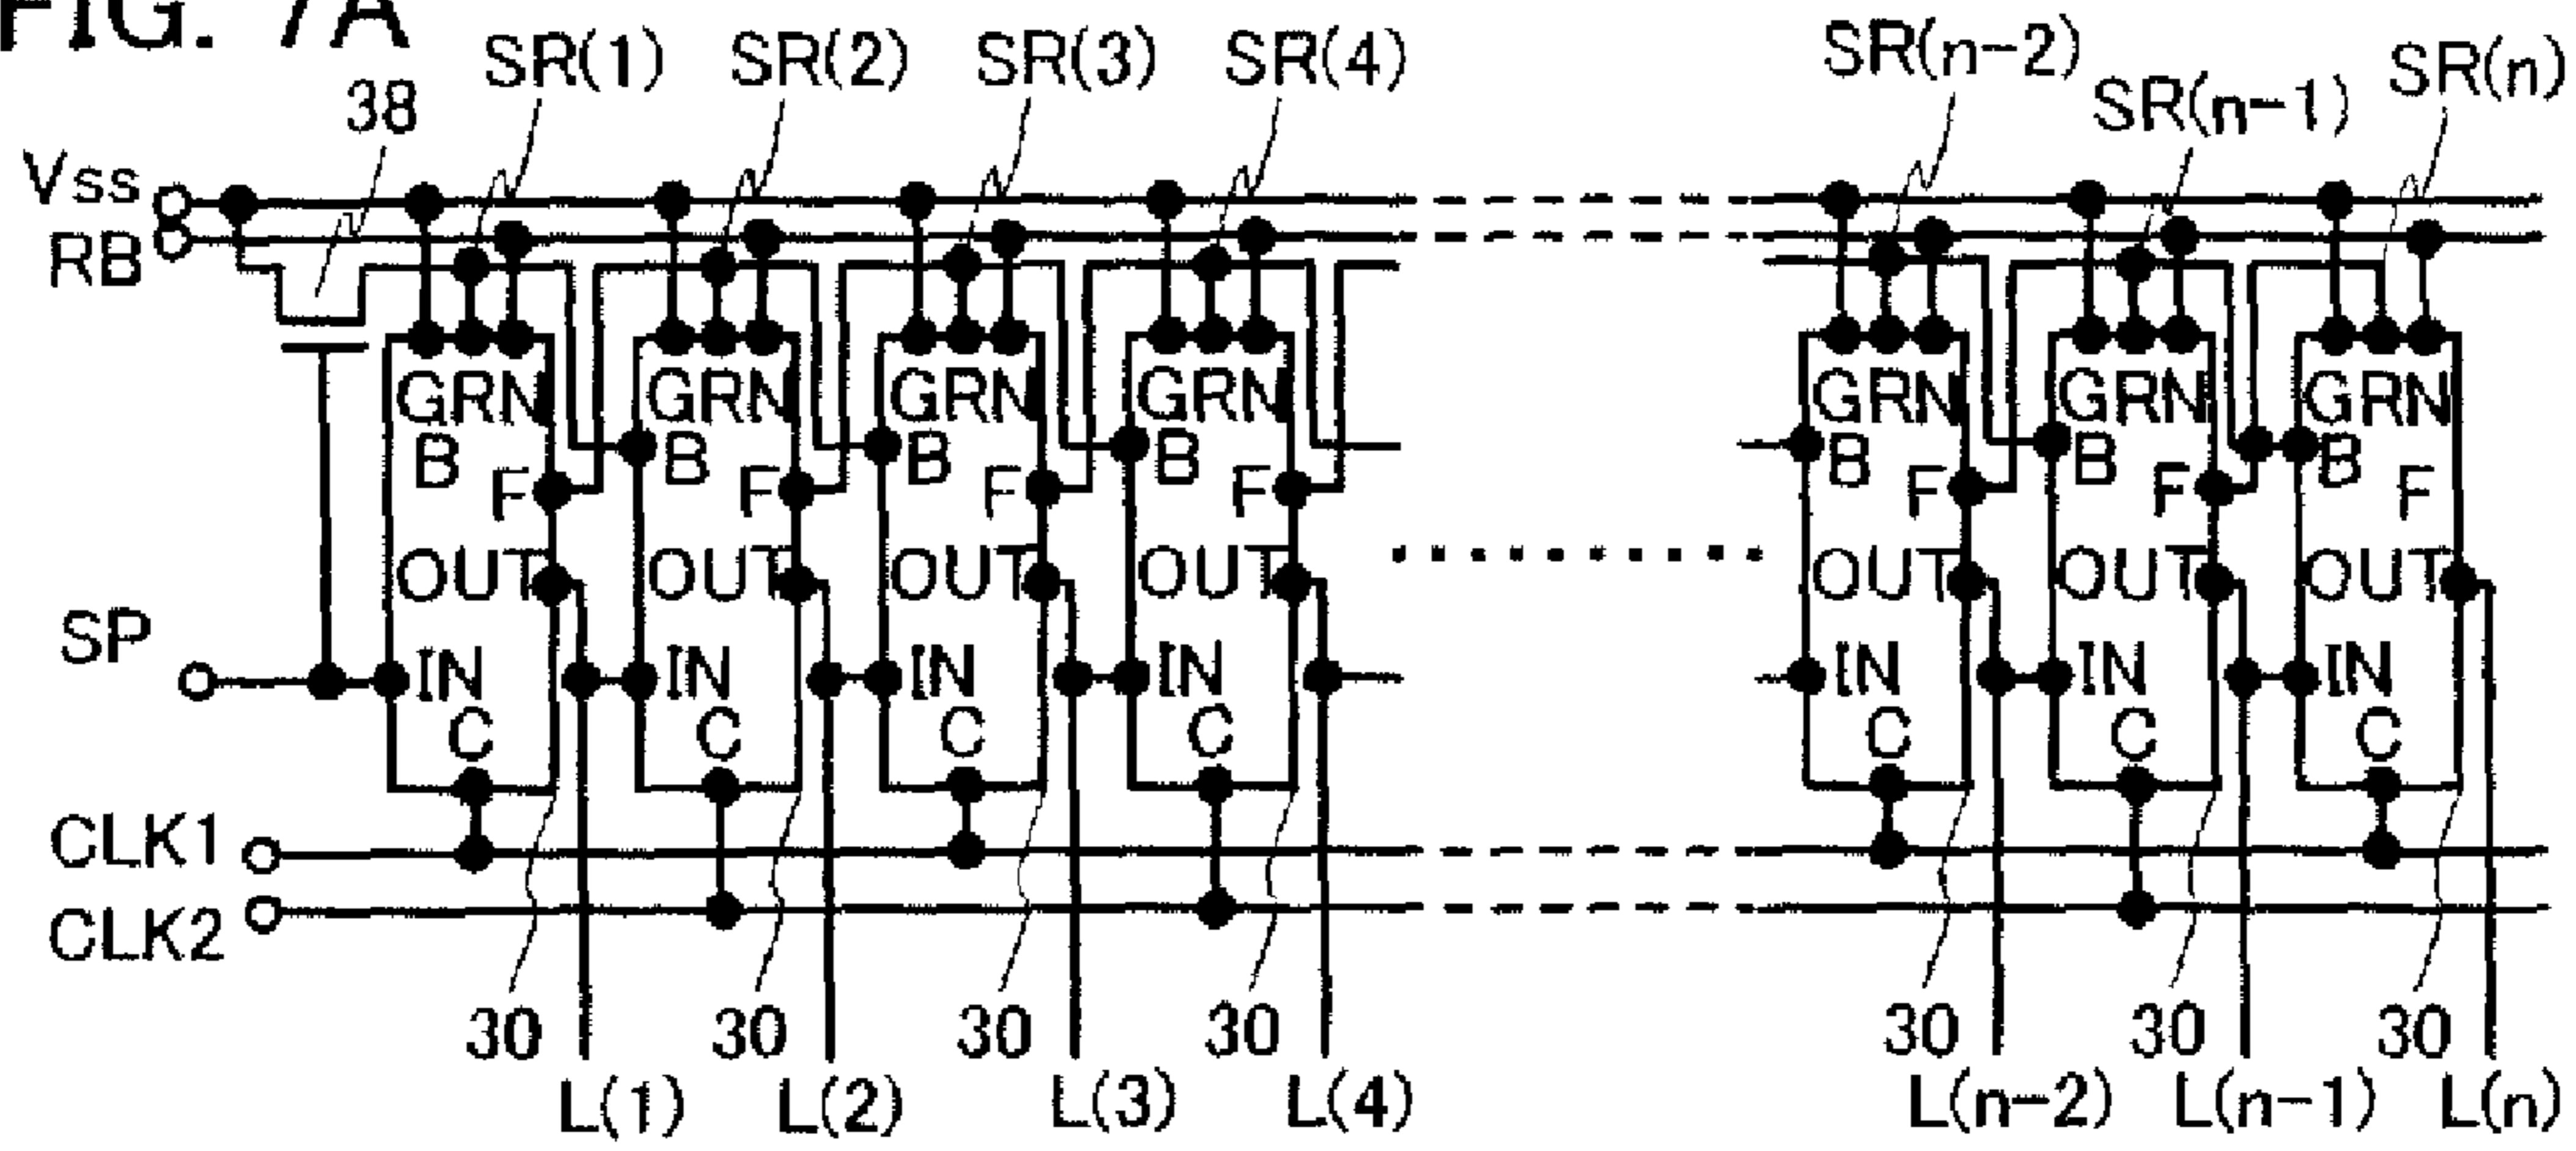 FIG. 7A
SR(1) SR(2) SR(3) SR(4) SR(n-2) SR(n-1) SR(n)
38
Vss
RB
GRN GRN GRN GRN GRN GRN GRN
B B B B B B B
F F F F F F F
OUT OUT OUT OUT OUT OUT OUT
SP
IN IN IN IN IN IN IN
C C C C C C C
CLK1
CLK2
30 30 30 30 30 30 30
L(1) L(2) L(3) L(4) L(n-2) L(n-1) L(n)